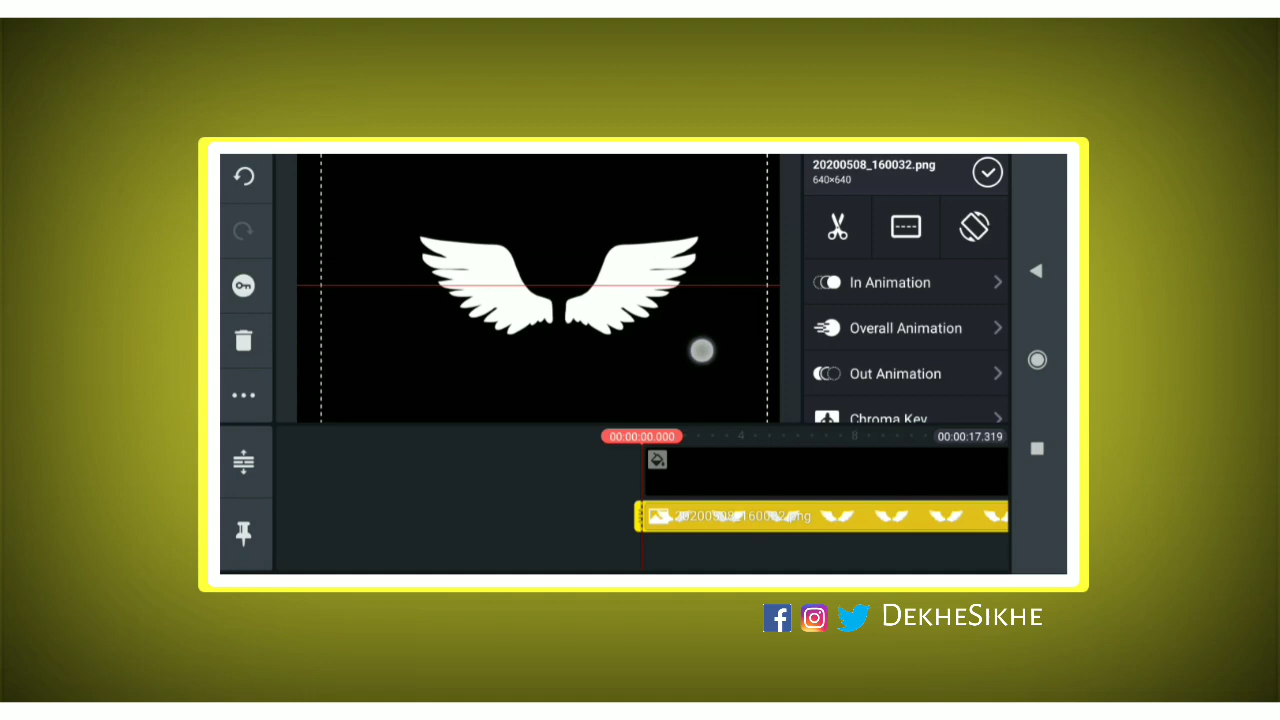 20200508_160032.png
640×640
In Animation
Overall Animation
Out Animation
Chroma Key
00:00:00.000
4
8
00:00:17.319
20200508_160032.png
DEKHESIKHE